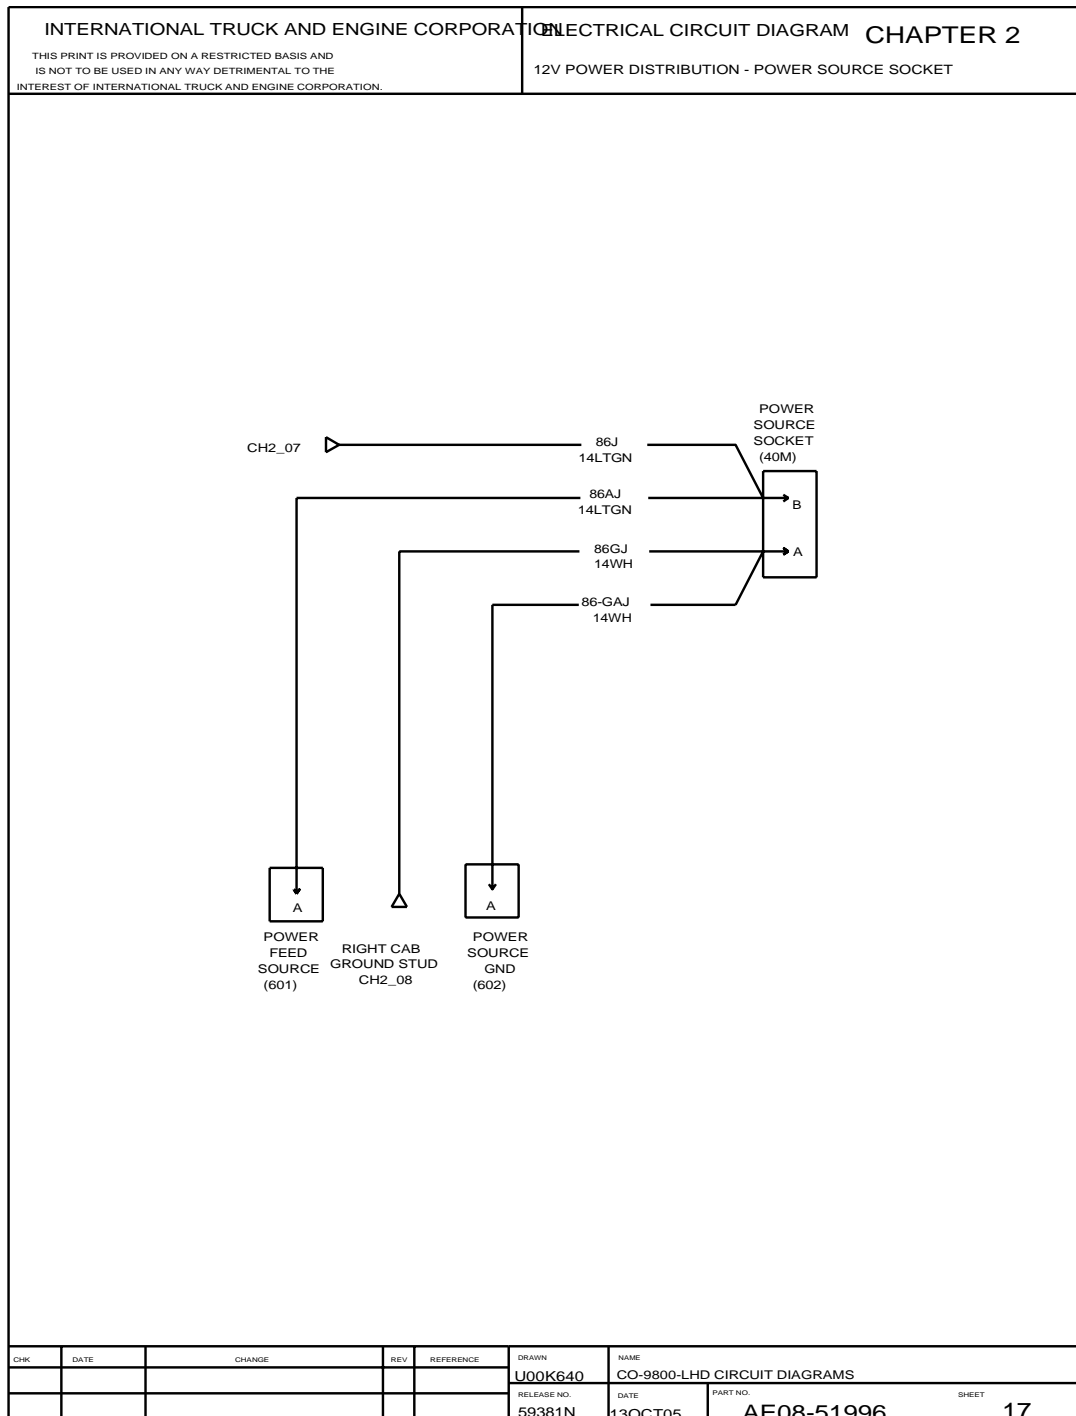 INTERNATIONAL TRUCK AND ENGINE CORPORATION
THIS PRINT IS PROVIDED ON A RESTRICTED BASIS AND
IS NOT TO BE USED IN ANY WAY DETRIMENTAL TO THE
INTEREST OF INTERNATIONAL TRUCK AND ENGINE CORPORATION.
ELECTRICAL CIRCUIT DIAGRAM CHAPTER 2
12V POWER DISTRIBUTION - POWER SOURCE SOCKET
POWER
SOURCE
SOCKET
(40M)
CH2_07
86J
14LTGN
86AJ
14LTGN
B
86GJ
14WH
A
86-GAJ
14WH
A
POWER
FEED
SOURCE
(601)
RIGHT CAB
GROUND STUD
CH2_08
A
POWER
SOURCE
GND
(602)
CHK DATE CHANGE REV REFERENCE
DRAWN
U00K640
NAME
CO-9800-LHD CIRCUIT DIAGRAMS
RELEASE NO.
59381N
DATE
13OCT05
PART NO.
AE08-51996
SHEET
17